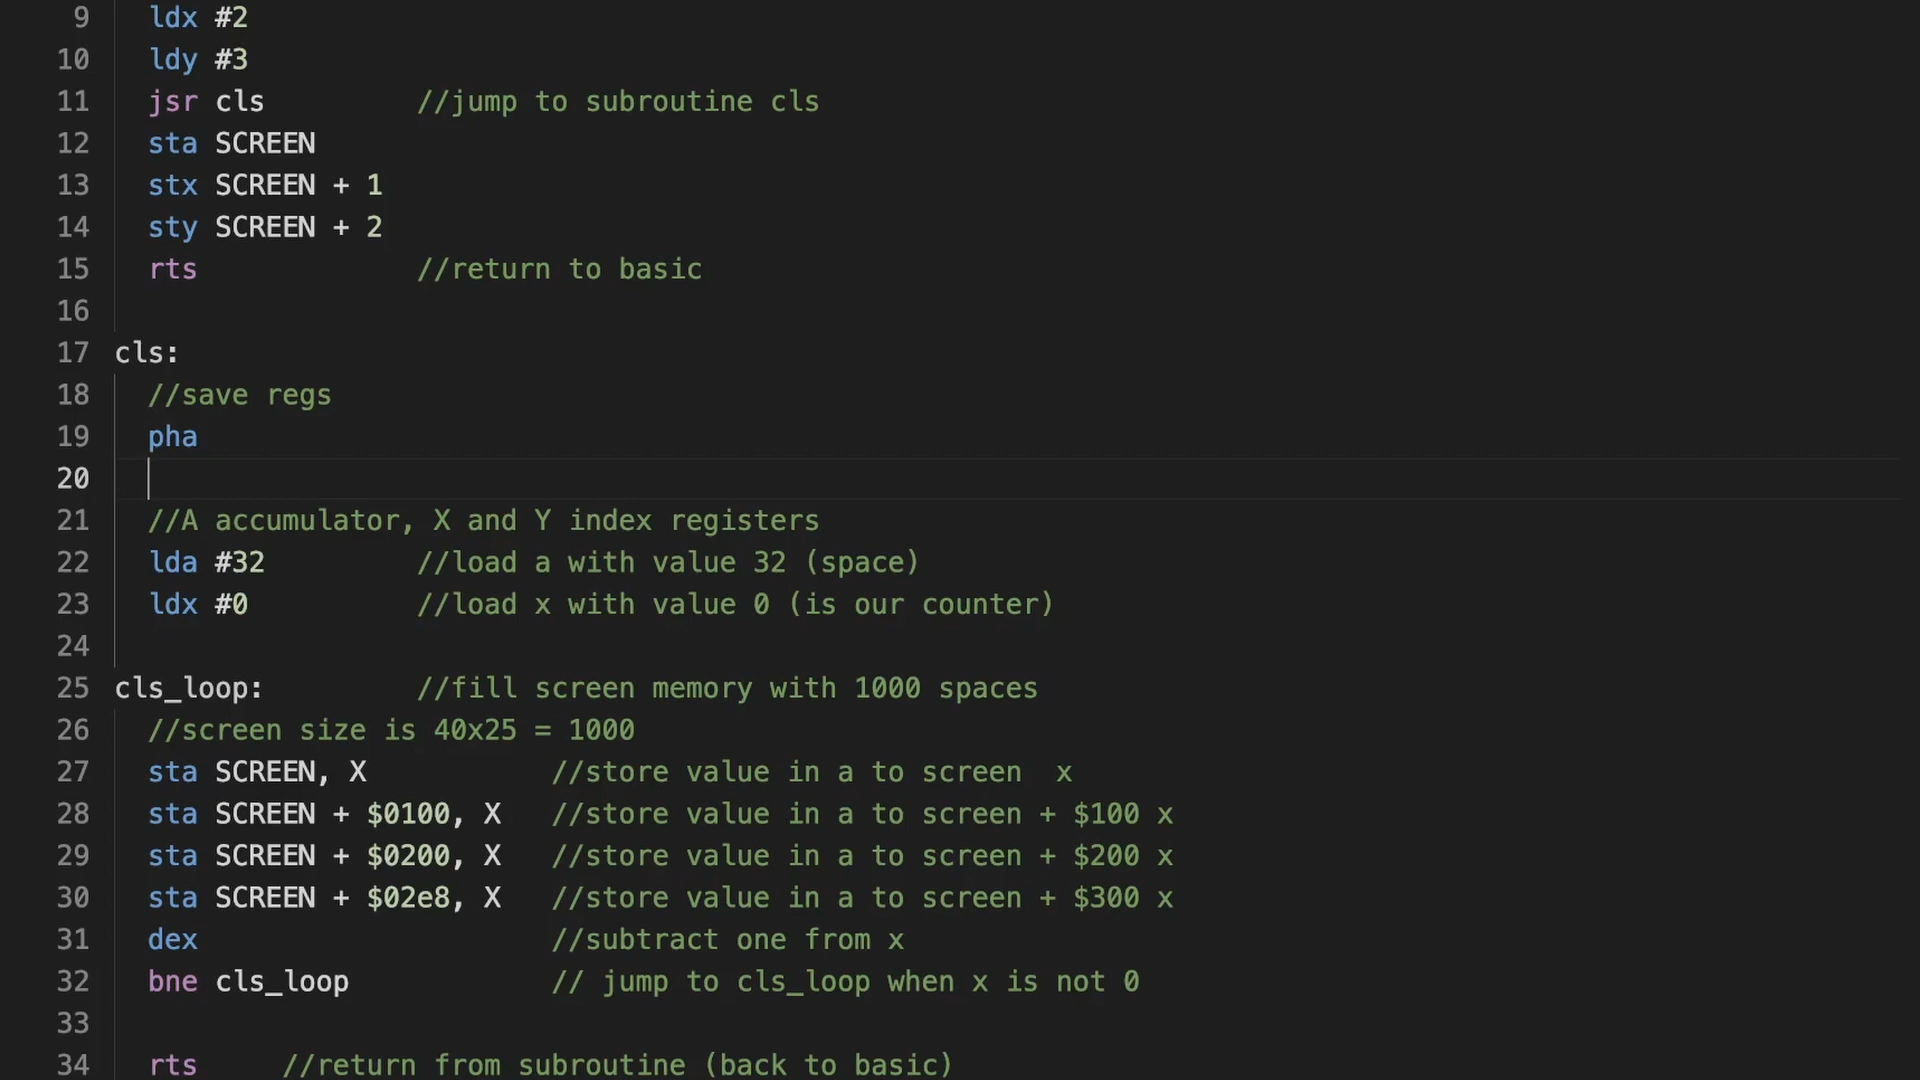 9 ldx #2
10 ldy #3
11 jsr cls //jump to subroutine cls
12 sta SCREEN
13 stx SCREEN + 1
14 sty SCREEN + 2
15 rts //return to basic
16
17 cls:
18 //save regs
19 pha
20
21 //A accumulator, X and Y index registers
22 lda #32 //load a with value 32 (space)
23 ldx #0 //load x with value 0 (is our counter)
24
25 cls_loop: //fill screen memory with 1000 spaces
26 //screen size is 40x25 = 1000
27 sta SCREEN, X //store value in a to screen x
28 sta SCREEN + $0100, X //store value in a to screen + $100 x
29 sta SCREEN + $0200, X //store value in a to screen + $200 x
30 sta SCREEN + $02e8, X //store value in a to screen + $300 x
31 dex //subtract one from x
32 bne cls_loop // jump to cls_loop when x is not 0
33
34 rts //return from subroutine (back to basic)